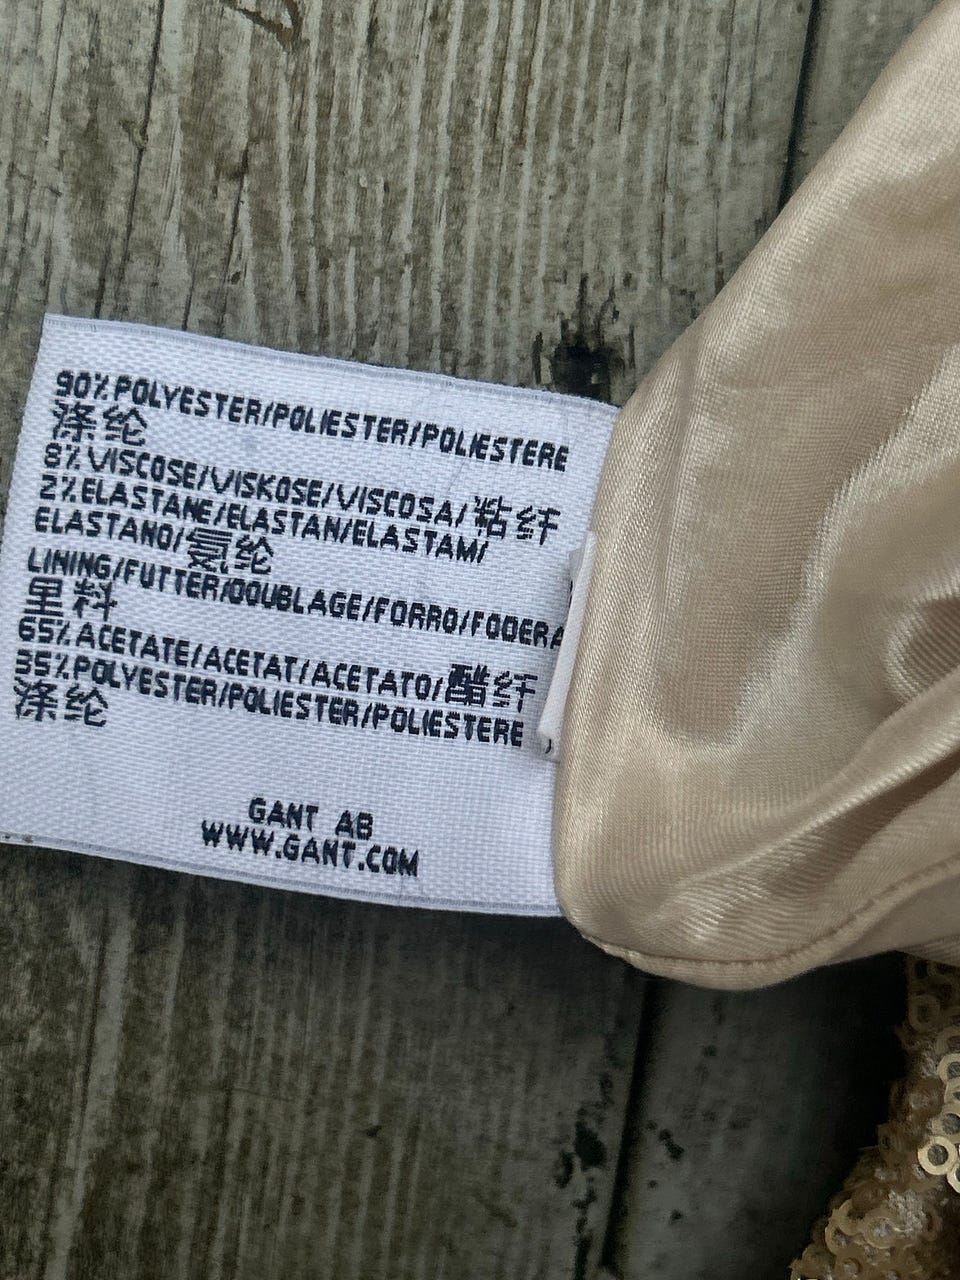 90% POLYESTER/POLIESTER/POLIESTERE
涤纶
8% VISCOSE/VISKOSE/VISCOSA/粘纤
2% ELASTANE/ELASTAN/ELASTAM/
ELASTANO/氨纶
LINING/FUTTER/DOUBLAGE/FORRO/FODERA
里料
65% ACETATE/ACETAT/ACETATO/醋纤
35% POLYESTER/POLIESTER/POLIESTERE
涤纶
GANT AB
WWW.GANT.COM